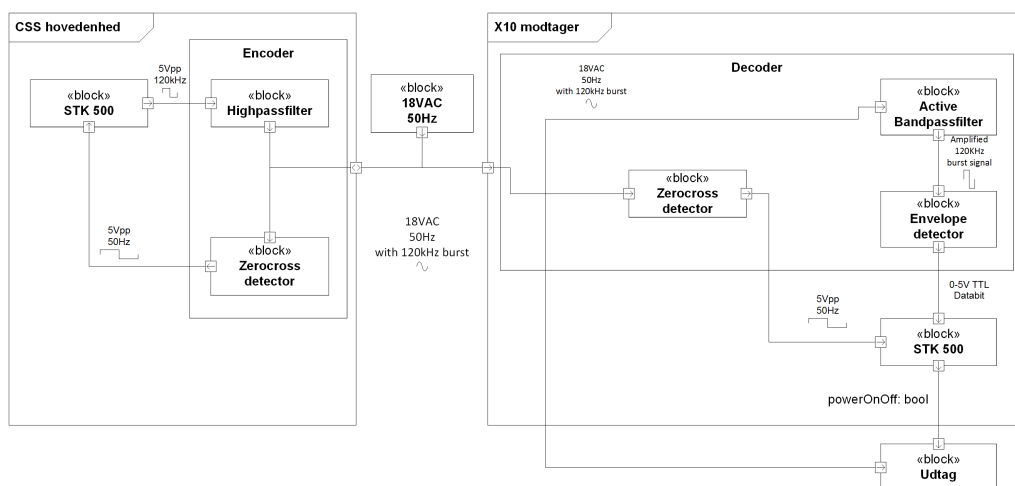 CSS hovedenhed
Encoder
5Vpp
120kHz
«block»
STK 500
«block»
Highpassfilter
5Vpp
50Hz
«block»
Zerocross
detector
«block»
18VAC
50Hz
18VAC
50Hz
with 120kHz burst
X10 modtager
Decoder
18VAC
50Hz
with 120kHz burst
«block»
Active
Bandpassfilter
Amplified
120KHz
burst signal
«block»
Zerocross
detector
«block»
Envelope
detector
0-5V TTL
Databit
5Vpp
50Hz
«block»
STK 500
powerOnOff: bool
«block»
Udtag